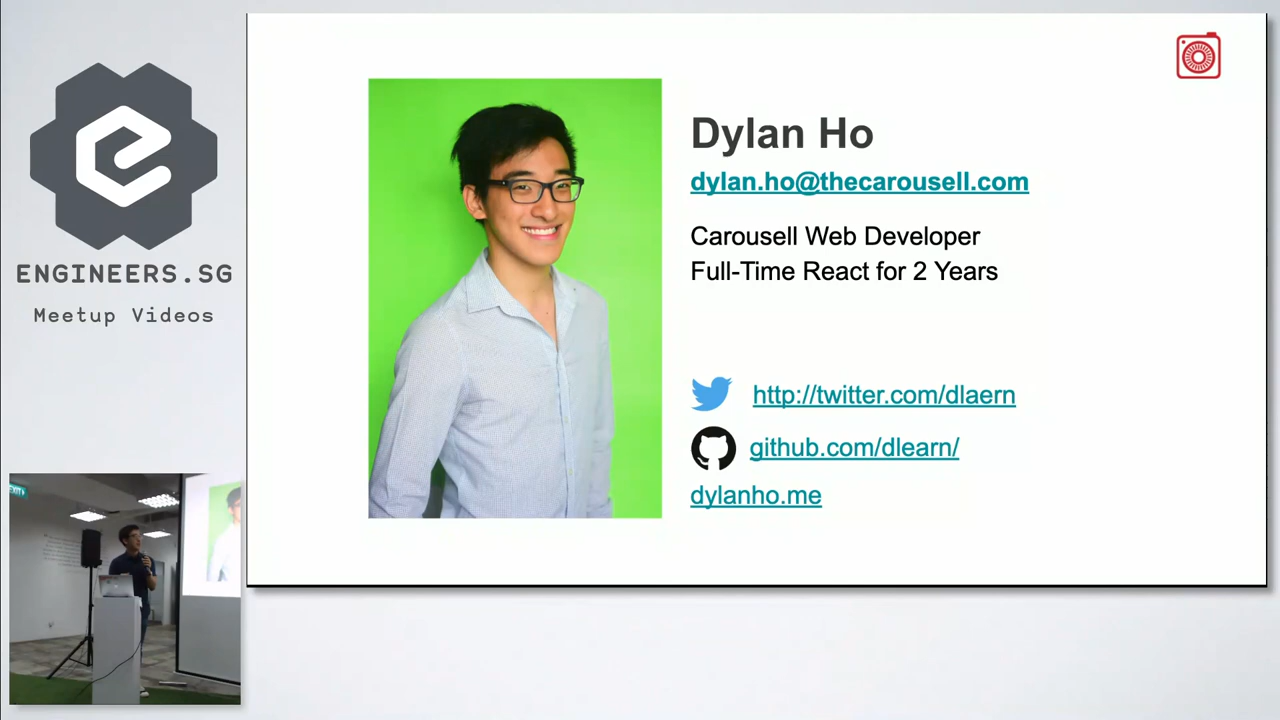 ENGINEERS.SG
Meetup Videos
Dylan Ho
dylan.ho@thecarousell.com
Carousell Web Developer
Full-Time React for 2 Years
http://twitter.com/dlaern
github.com/dlearn/
dylanho.me
EXIT